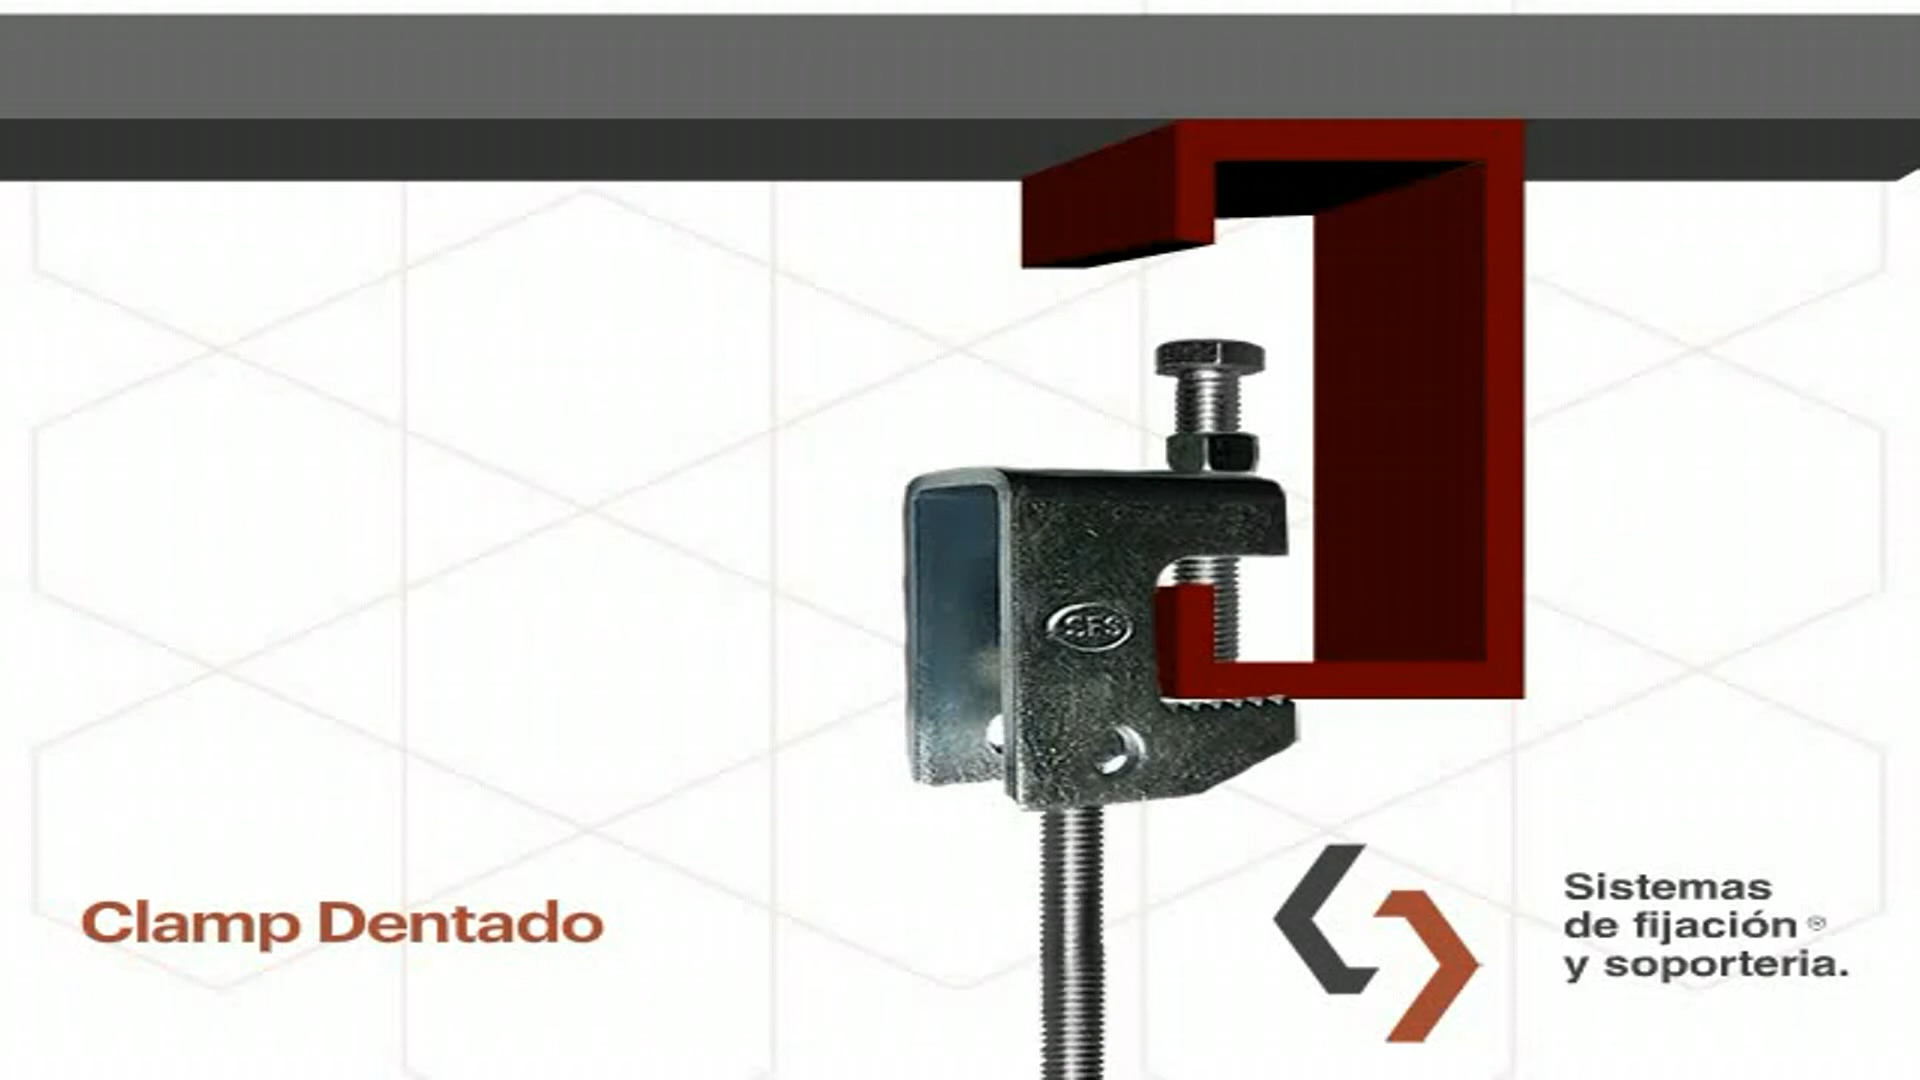 SFS
Clamp Dentado
Sistemas
de fijación ®
y soporteria.